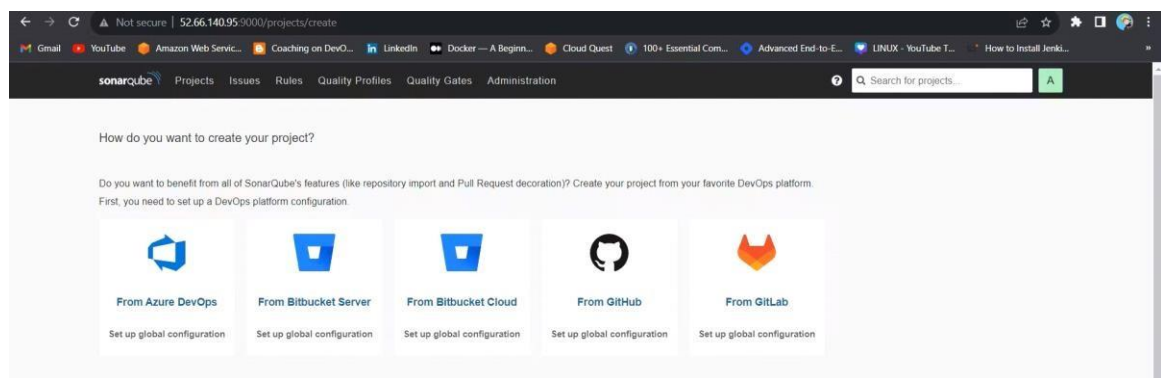 Not secure | 52.66.140.95:9000/projects/create
Gmail YouTube Amazon Web Servic... Coaching on DevO... LinkedIn Docker — A Beginn... Cloud Quest 100+ Essential Com... Advanced End-to-E... LINUX - YouTube T... How to Install Jenki... »
sonarqube Projects Issues Rules Quality Profiles Quality Gates Administration ? Search for projects... A
How do you want to create your project?
Do you want to benefit from all of SonarQube's features (like repository import and Pull Request decoration)? Create your project from your favorite DevOps platform.
First, you need to set up a DevOps platform configuration.
From Azure DevOps From Bitbucket Server From Bitbucket Cloud From GitHub From GitLab
Set up global configuration Set up global configuration Set up global configuration Set up global configuration Set up global configuration